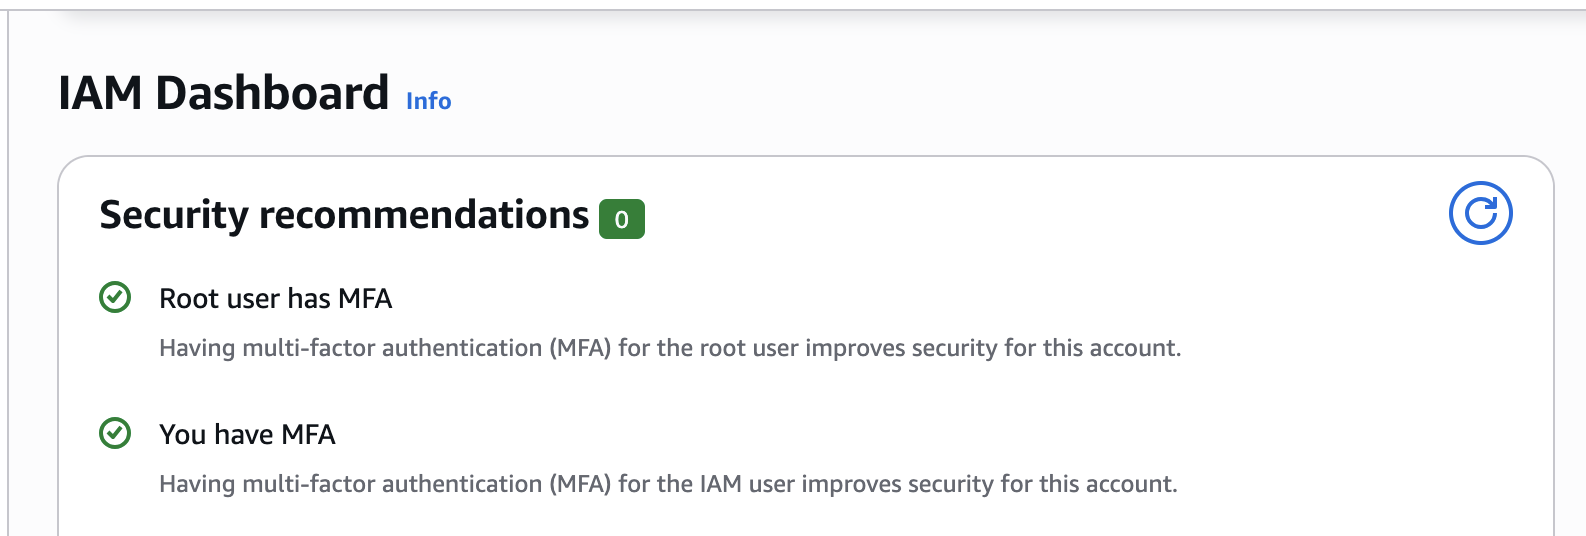 IAM Dashboard Info
Security recommendations 0
Root user has MFA
Having multi-factor authentication (MFA) for the root user improves security for this account.
You have MFA
Having multi-factor authentication (MFA) for the IAM user improves security for this account.